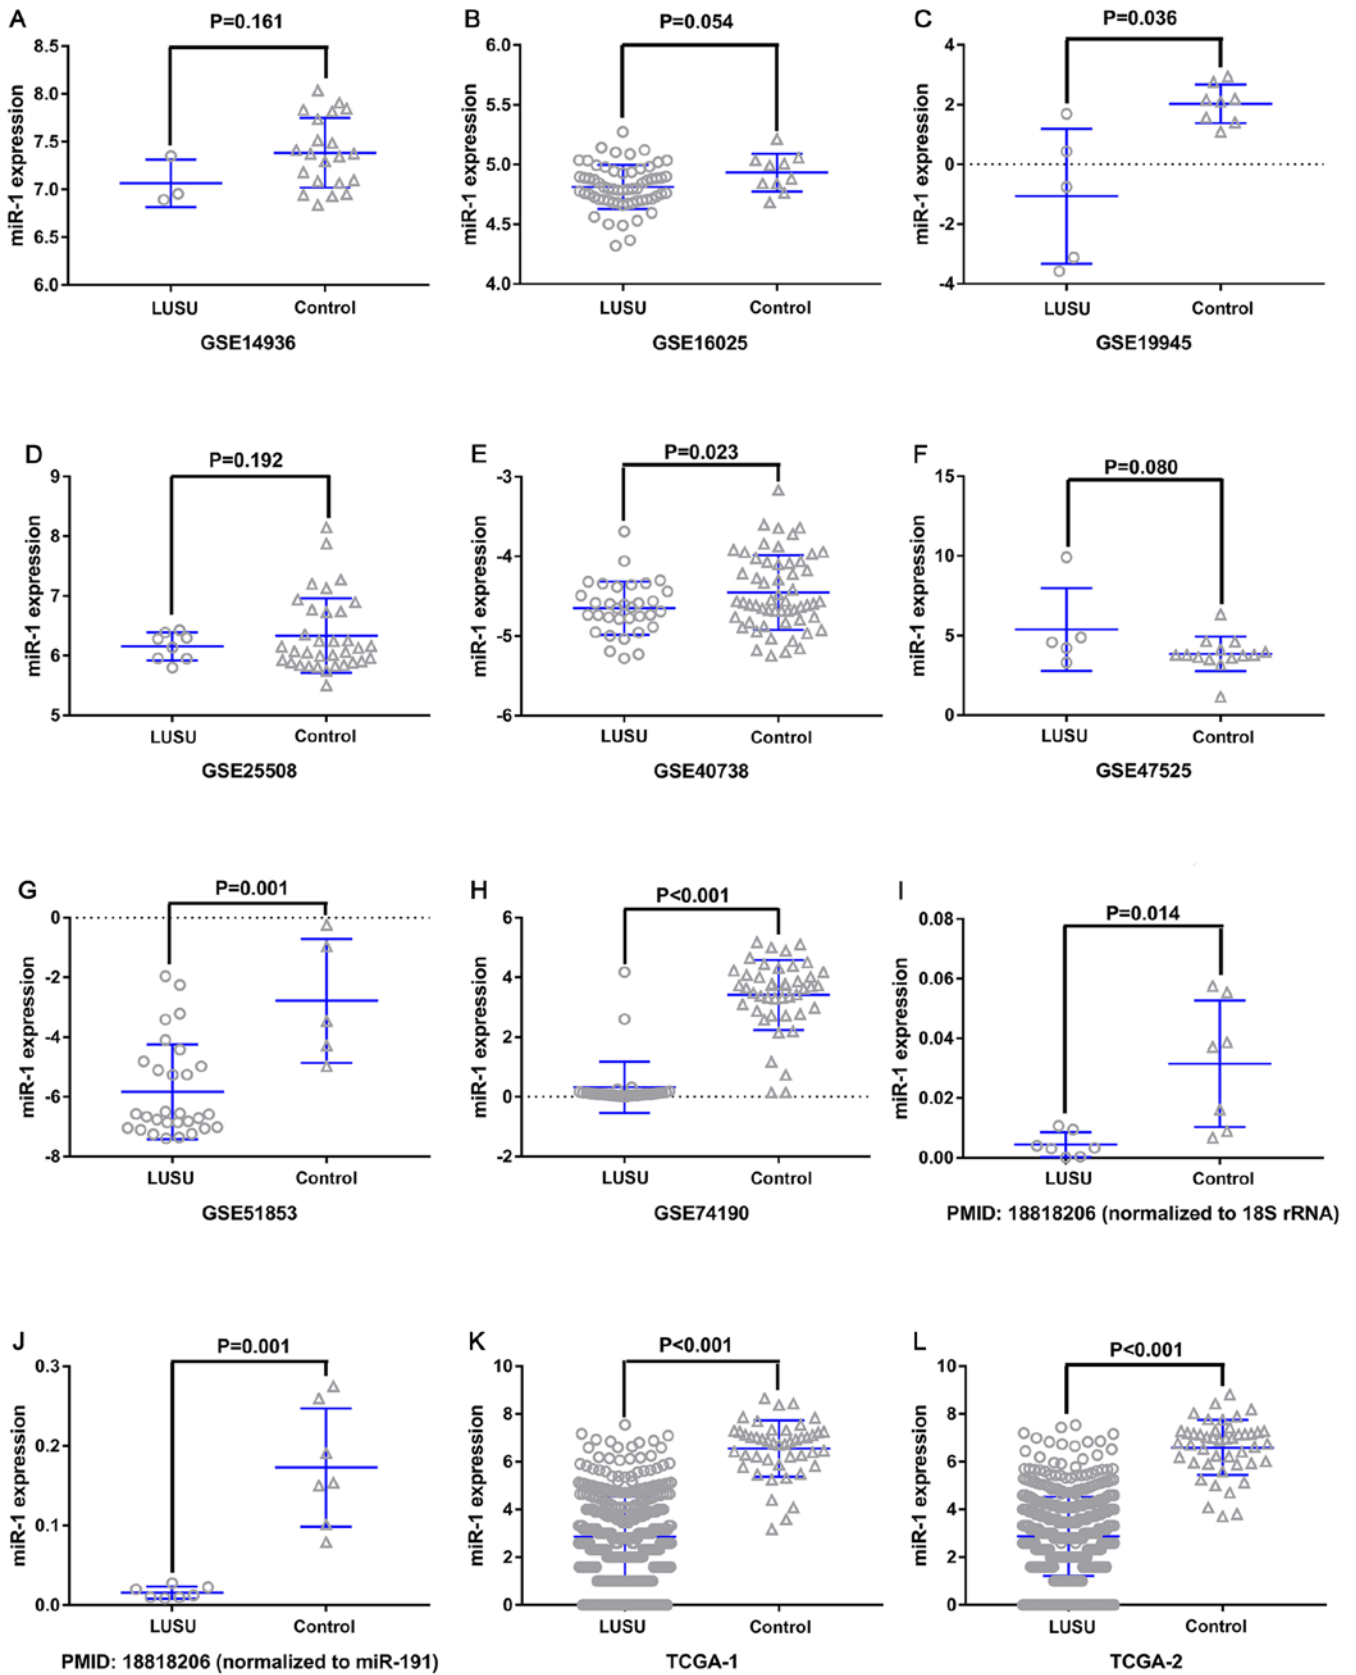 A
P=0.161
miR-1 expression
8.5
8.0
7.5
7.0
6.5
6.0
LUSU
Control
GSE14936
B
P=0.054
miR-1 expression
6.0
5.5
5.0
4.5
4.0
LUSU
Control
GSE16025
C
P=0.036
miR-1 expression
4
2
0
-2
-4
LUSU
Control
GSE19945
D
P=0.192
miR-1 expression
9
8
7
6
5
LUSU
Control
GSE25508
E
P=0.023
miR-1 expression
-3
-4
-5
-6
LUSU
Control
GSE40738
F
P=0.080
miR-1 expression
15
10
5
0
LUSU
Control
GSE47525
G
P=0.001
miR-1 expression
0
-2
-4
-6
-8
LUSU
Control
GSE51853
H
P<0.001
miR-1 expression
6
4
2
0
-2
LUSU
Control
GSE74190
I
P=0.014
miR-1 expression
0.08
0.06
0.04
0.02
0.00
LUSU
Control
PMID: 18818206 (normalized to 18S rRNA)
J
P=0.001
miR-1 expression
0.3
0.2
0.1
0.0
LUSU
Control
PMID: 18818206 (normalized to miR-191)
K
P<0.001
miR-1 expression
10
8
6
4
2
0
LUSU
Control
TCGA-1
L
P<0.001
miR-1 expression
10
8
6
4
2
0
LUSU
Control
TCGA-2